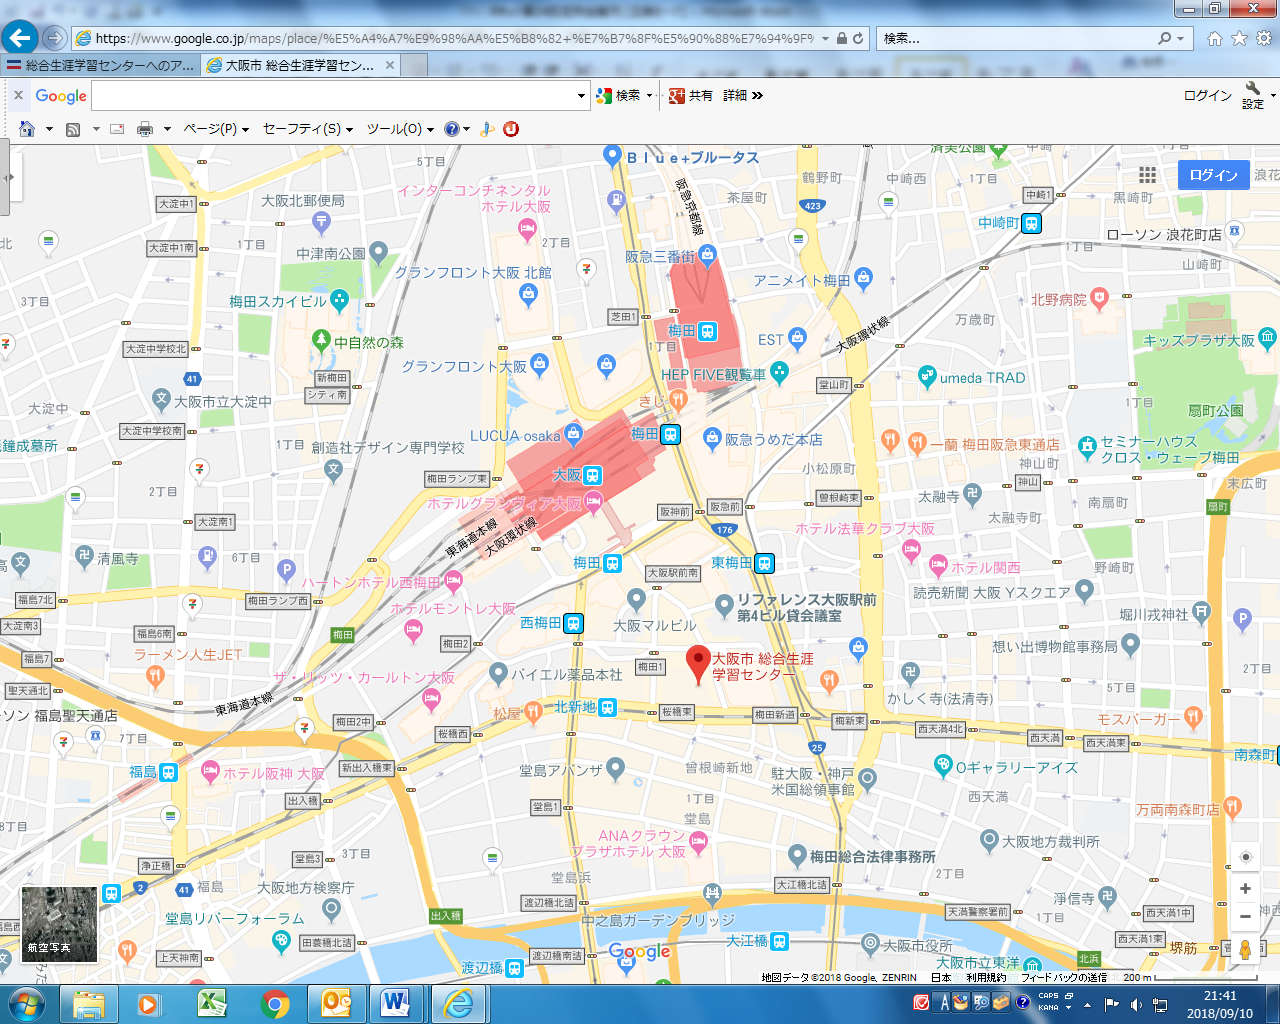 https://www.google.co.jp/maps/place/%E5%A4%A7%E9%98%AA%E5%B8%82+%E7%B7%8F%E5%90%88%E7%94%9F%
検索...
総合生涯学習センターへのア...
大阪市 総合生涯学習セン...
Google
検索
共有
詳細
ログイン
設定
ページ(P)
セーフティ(S)
ツール(O)
Blue+ブルータス
済美公園
5丁目
中崎西
1丁目
鶴野町
茶屋町
中崎1
黒崎町
ログイン
浪花
インターコンチネンタル
ホテル大阪
大淀中1
大阪北郵便局
阪急京都線
423
中崎町
ローソン 浪花町店
大淀中1南
1丁目
中津南公園
2丁目
阪急三番街
山崎町
グランフロント大阪 北館
アニメイト梅田
3丁目
梅田スカイビル
北野病院
芝田1
梅田
万歳町
大阪環状線
中自然の森
1丁目
EST
キッズプラザ大阪
大淀中学校北
グランフロント大阪
HEP FIVE観覧車
41
新梅田
シティ南
堂山町
umeda TRAD
大阪市立大淀中
きじ
1丁目
扇町公園
大淀中
大淀中学校南
LUCUA osaka
梅田
阪急うめだ本店
一蘭 梅田阪急東通店
セミナーハウス
クロス・ウェーブ梅田
創造社デザイン専門学校
小松原町
神山町
大阪
梅田ランプ東
神山
末広町
2丁目
ホテルグランヴィア大阪
曽根崎東
太融寺
南扇町
扇町
大淀南1
阪神前
阪急前
太融寺町
東海道本線
大阪環状線
176
ホテル法華クラブ大阪
清風寺
6丁目
梅田
東梅田
ホテル関西
野崎町
ハートンホテル西梅田
大阪駅前南
福島7北
梅田ランプ西
ホテルモントレ大阪
リファレンス大阪駅前
第4ビル貸会議室
読売新聞 大阪 Yスクエア
堀川戎神社
大淀南3
福島6南
梅田
西梅田
大阪マルビル
梅田2
想い出博物館事務局
ラーメン人生JET
福島7
梅田1
大阪市 総合生涯
学習センター
ザ・リッツ・カールトン大阪
バイエル薬品本社
聖天通北
東海道本線
かしく寺(法清寺)
ーソン 福島聖天通店
梅田2中
松屋
北新地
桜橋東
梅田新道
梅新東
モスバーガー
桜橋西
西天満4北
西天満
西天満東
25
南森町
福島
ホテル阪神 大阪
新出入橋東
堂島アバンザ
曾根崎新地
駐大阪・神戸
米国総領事館
Oギャラリーアイズ
出入橋
堂島1
1丁目
西天満
万両南森町店
堂島
8丁目
ANAクラウン
プラザホテル 大阪
大阪地方裁判所
浄正橋
堂島3
3丁目
梅田総合法律事務所
2
41
福島
大阪地方検察庁
堂島浜
大江橋北詰
浄信寺
堂島リバーフォーラム
出入橋
渡辺橋北詰
中之島ガーデンブリッジ
天満警察署前
西天満1中
田蓑橋北詰
大江橋
大阪市役所
西天満1東
堺筋
航空写真
上天神南
渡辺橋
渡辺橋南詰
Google
大阪市立東洋
北浜
地図データ ©2018 Google, ZENRIN
日本
利用規約
フィードバックの送信
200 m
CAPS
KANA
21:41
2018/09/10